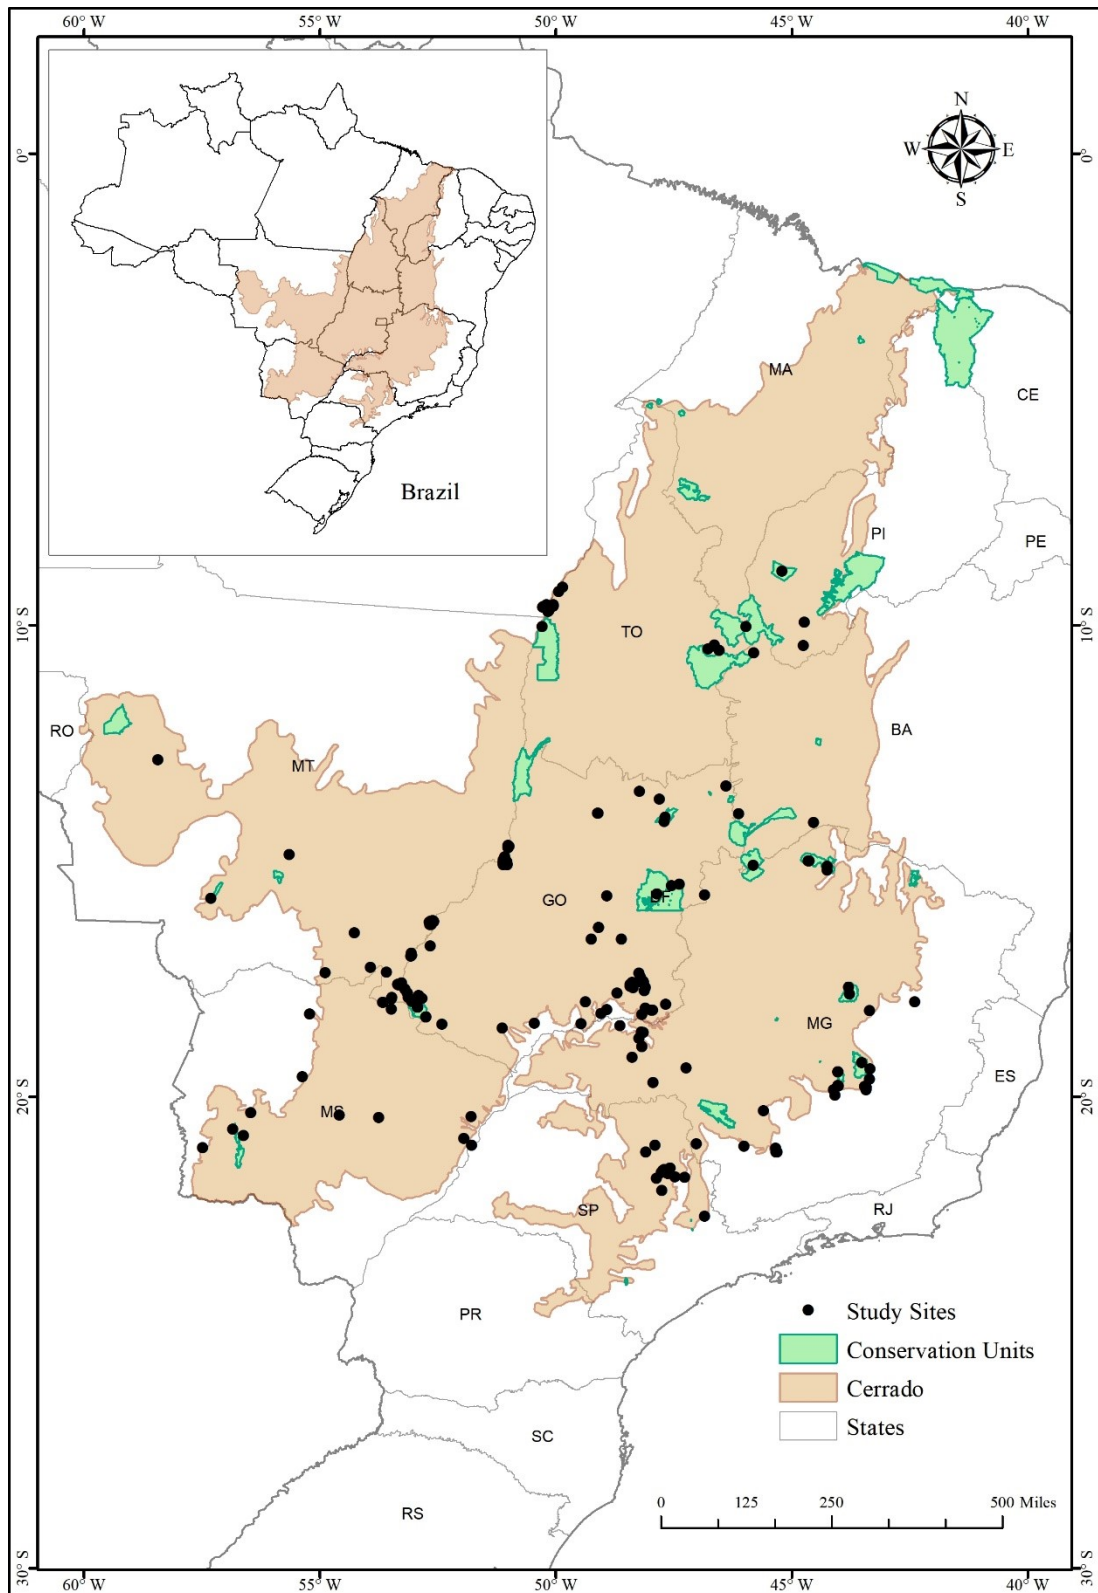 60° W 55° W 50° W 45° W 40° W
N
W E
S
0° 0°
MA
CE
Brazil
PI
PE
10° S TO 10° S
RO
BA
MT
GO
DF
MG
ES
20° S 20° S
MS
SP
RJ
PR
Study Sites
Conservation Units
Cerrado
States
SC
0 125 250 500 Miles
RS
30° S 30° S
60° W 55° W 50° W 45° W 40° W